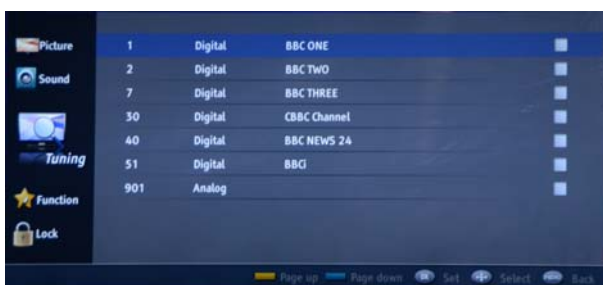 Picture
Sound
Tuning
Function
Lock
1 Digital BBC ONE
2 Digital BBC TWO
7 Digital BBC THREE
30 Digital CBBC Channel
40 Digital BBC NEWS 24
51 Digital BBCi
901 Analog
Page up Page down OK Set Select MENU Back